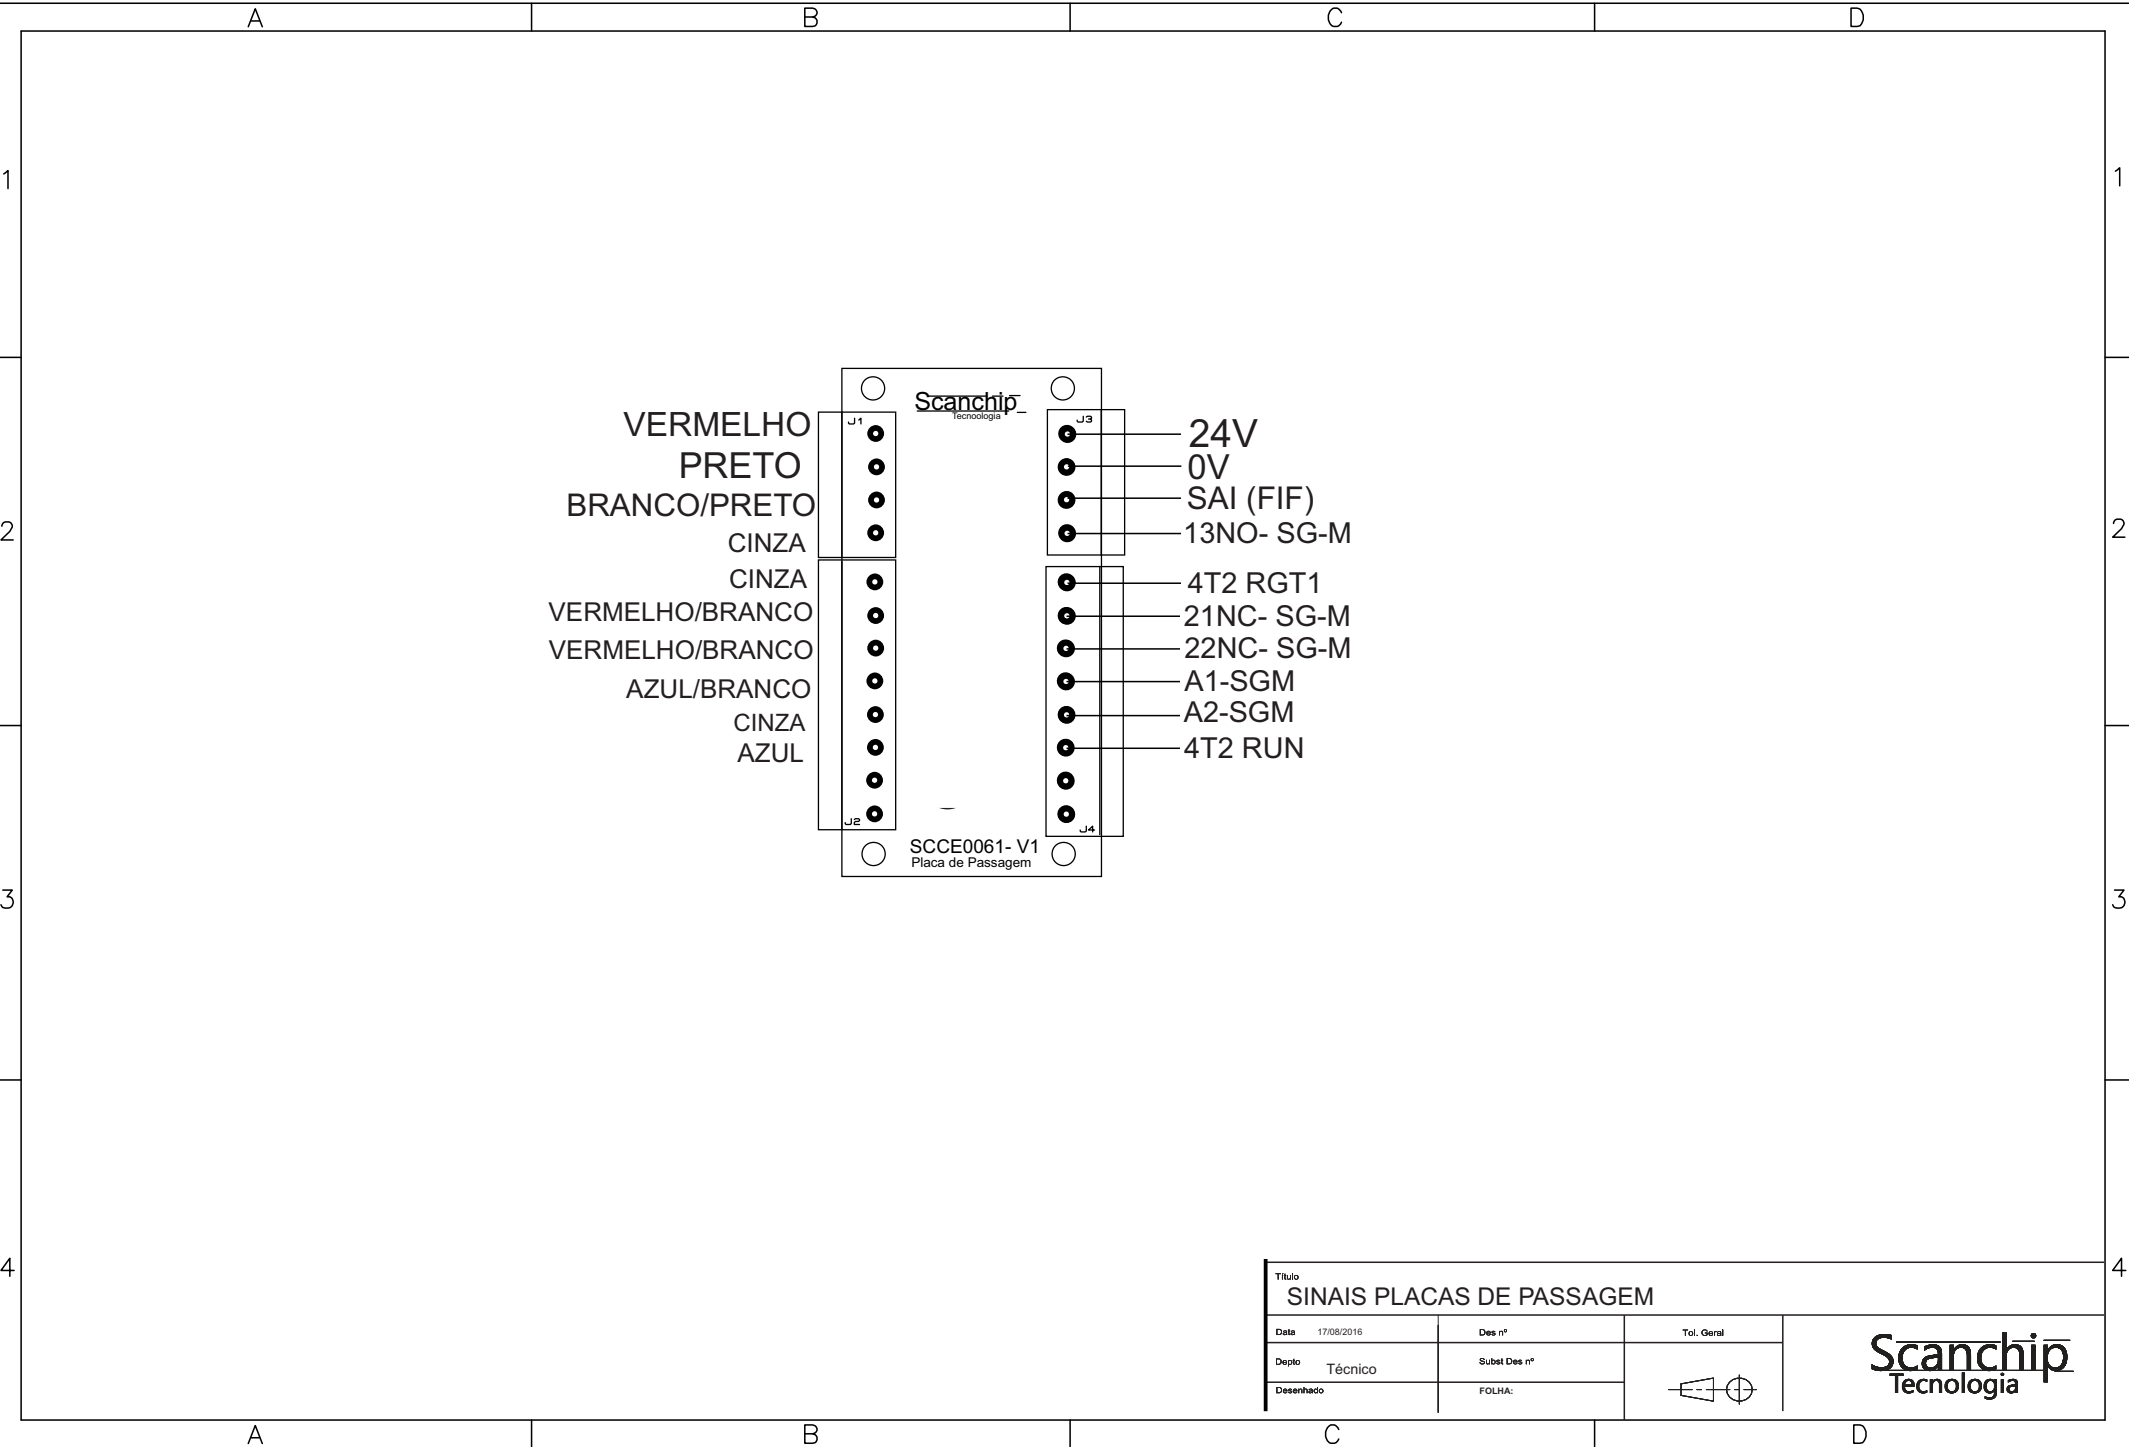 A B C D
1 1
Scanchip
Tecnoologia
J1 J3
VERMELHO 24V
PRETO 0V
BRANCO/PRETO SAI (FIF)
2 2
CINZA 13NO- SG-M
CINZA 4T2 RGT1
VERMELHO/BRANCO 21NC- SG-M
VERMELHO/BRANCO 22NC- SG-M
AZUL/BRANCO A1-SGM
CINZA A2-SGM
AZUL 4T2 RUN
J2 J4
SCCE0061- V1
Placa de Passagem
3 3
4 4
Título
SINAIS PLACAS DE PASSAGEM
Data 17/08/2016 Des nº Tol. Geral
Depto Técnico Subst Des nº
Desenhado FOLHA:
Scanchip
Tecnologia
A B C D